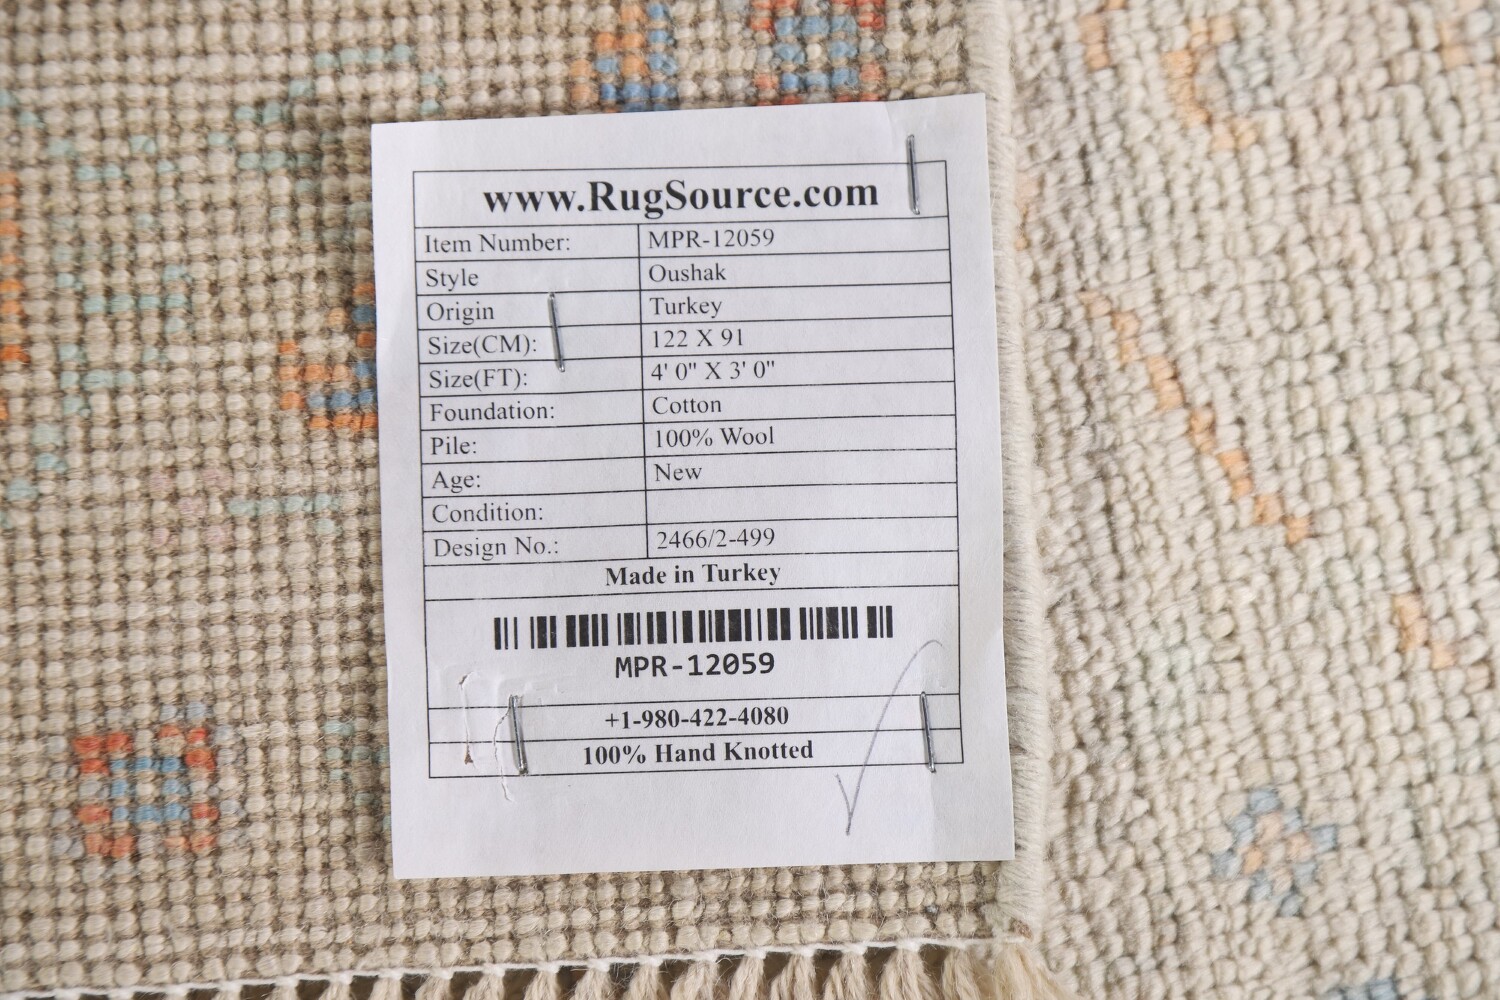 www.RugSource.com
Item Number: MPR-12059
Style Oushak
Origin Turkey
Size(CM): 122 X 91
Size(FT): 4' 0" X 3' 0"
Foundation: Cotton
Pile: 100% Wool
Age: New
Condition:
Design No.: 2466/2-499
Made in Turkey
MPR-12059
+1-980-422-4080
100% Hand Knotted